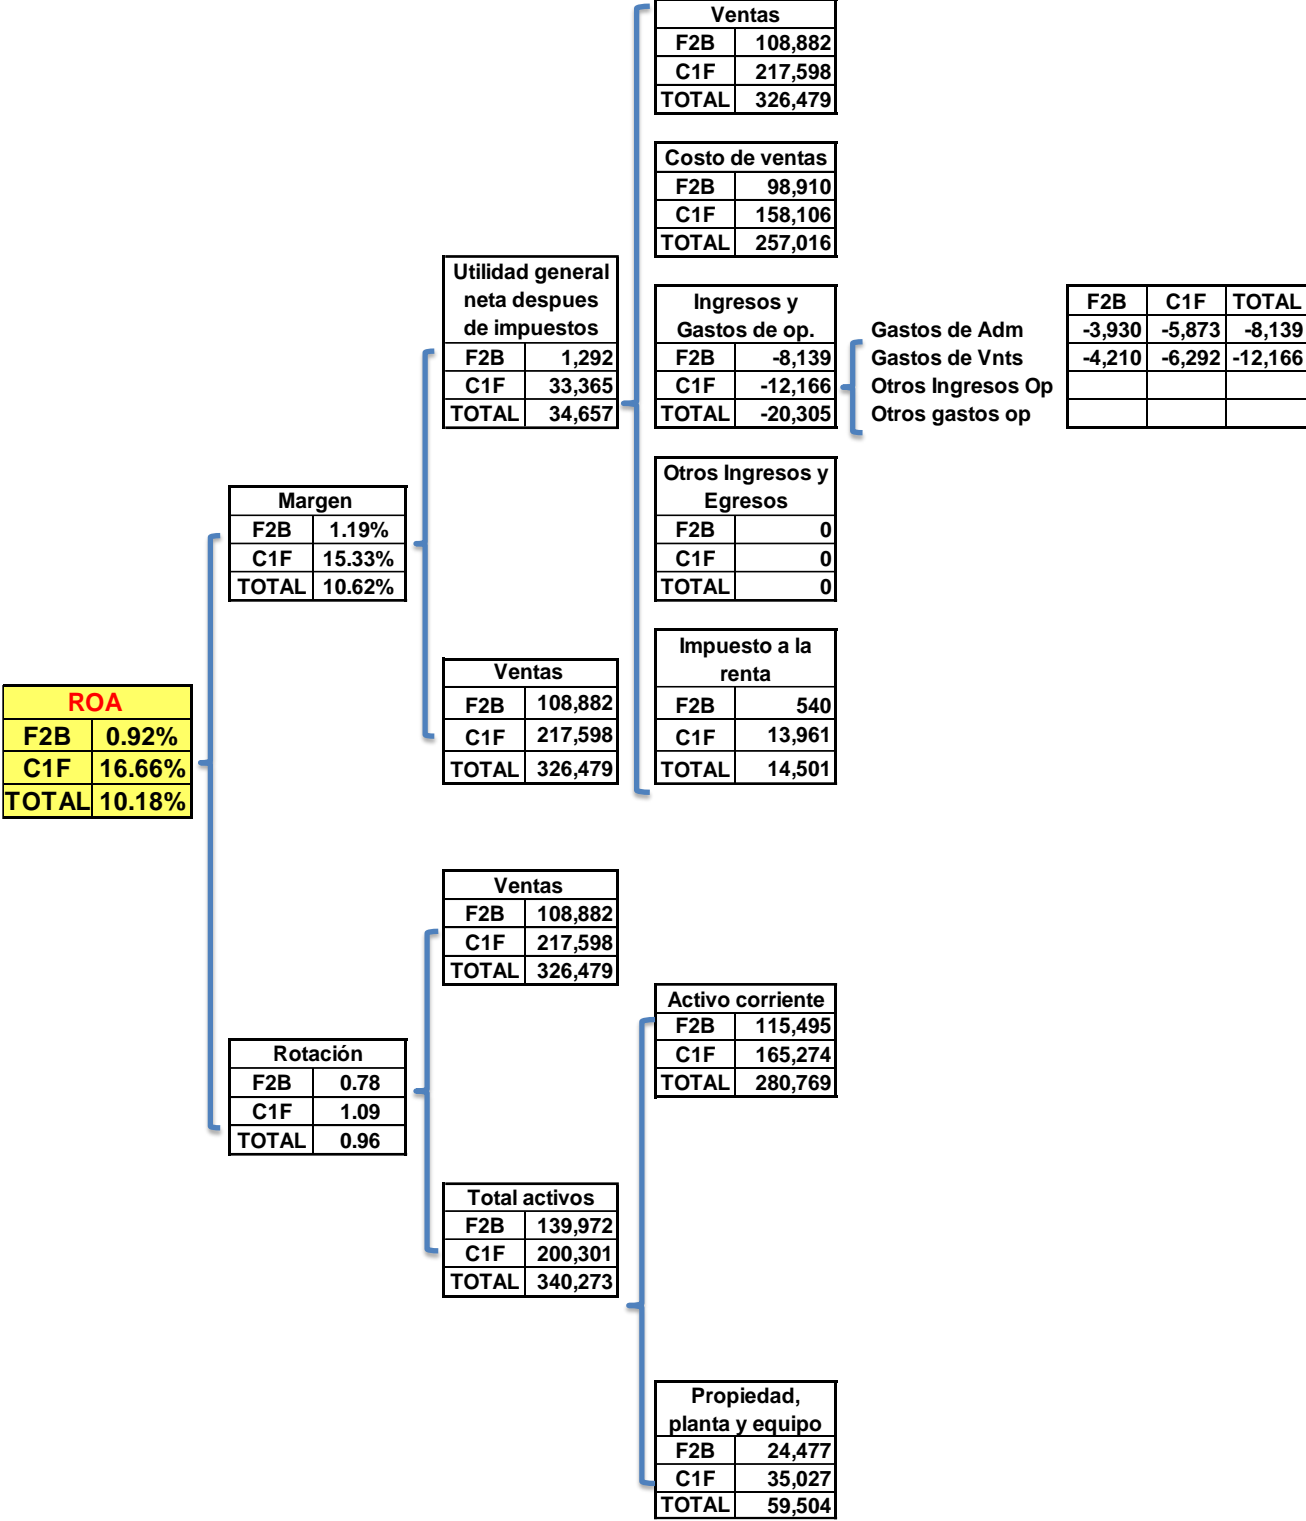 Ventas
F2B 108,882
C1F 217,598
TOTAL 326,479
Costo de ventas
F2B 98,910
C1F 158,106
TOTAL 257,016
Utilidad general
neta despues
de impuestos
F2B 1,292
C1F 33,365
TOTAL 34,657
Ingresos y
Gastos de op.
F2B -8,139
C1F -12,166
TOTAL -20,305
F2B C1F TOTAL
Gastos de Adm -3,930 -5,873 -8,139
Gastos de Vnts -4,210 -6,292 -12,166
Otros Ingresos Op
Otros gastos op
Otros Ingresos y
Egresos
F2B 0
C1F 0
TOTAL 0
Margen
F2B 1.19%
C1F 15.33%
TOTAL 10.62%
Ventas
F2B 108,882
C1F 217,598
TOTAL 326,479
Impuesto a la
renta
F2B 540
C1F 13,961
TOTAL 14,501
ROA
F2B 0.92%
C1F 16.66%
TOTAL 10.18%
Ventas
F2B 108,882
C1F 217,598
TOTAL 326,479
Activo corriente
F2B 115,495
C1F 165,274
TOTAL 280,769
Rotación
F2B 0.78
C1F 1.09
TOTAL 0.96
Total activos
F2B 139,972
C1F 200,301
TOTAL 340,273
Propiedad,
planta y equipo
F2B 24,477
C1F 35,027
TOTAL 59,504